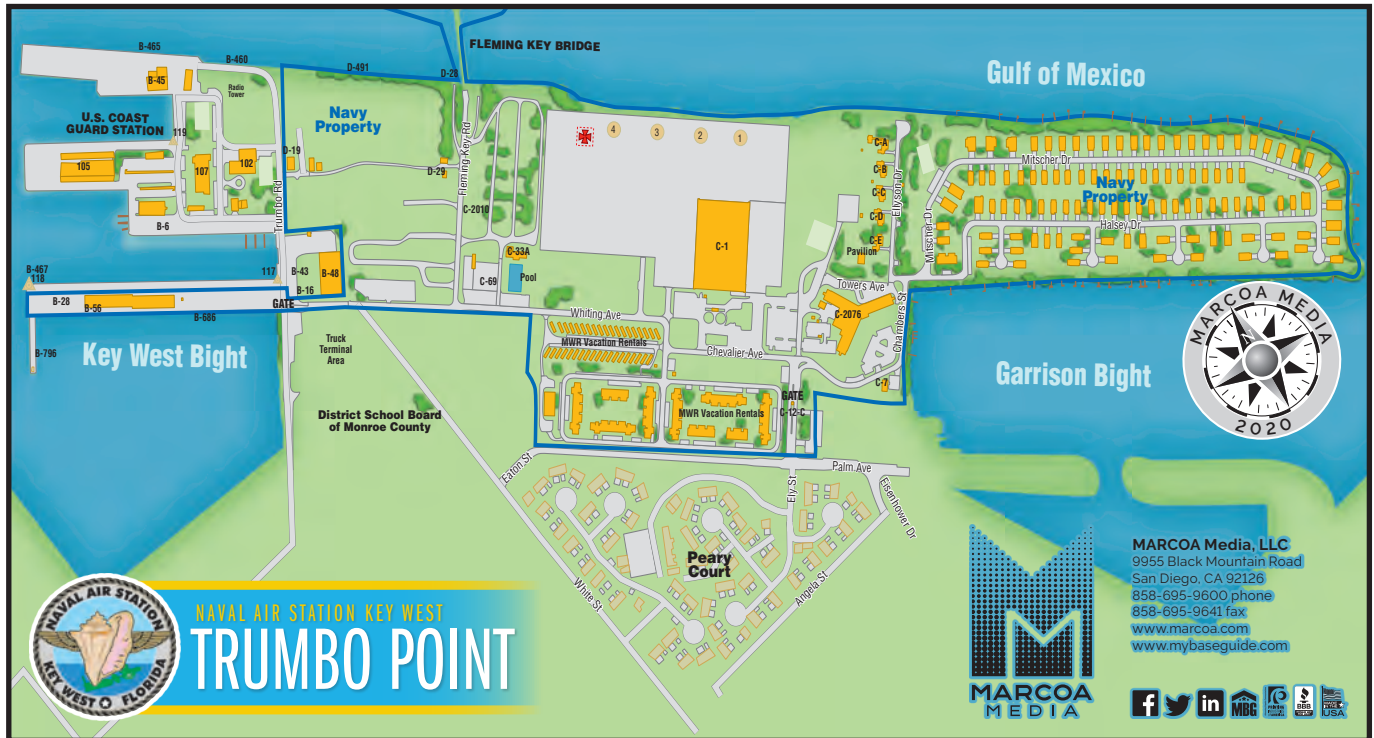 FLEMING KEY BRIDGE
Gulf of Mexico
B-465
B-460
D-491
D-28
B-45
Radio
Tower
U.S. COAST
GUARD STATION
119
Navy
Property
4
3
2
1
105
107
102
D-19
D-29
Trumbo Rd
Fleming Key Rd
C-2010
B-6
C-A
C-B
C-C
C-D
C-E
Pavilion
Ellyson Dr
Mitscher Dr
Mitscher Dr
Navy
Property
Halsey Dr
C-1
C-33A
Pool
C-69
B-467
118
117
B-43
B-48
B-16
B-28
B-56
B-686
GATE
B-796
Key West Bight
Truck
Terminal
Area
District School Board
of Monroe County
Whiting Ave
MWR Vacation Rentals
Chevalier Ave
MWR Vacation Rentals
Towers Ave
C-2076
Chambers St
C-7
GATE
C-12-C
Garrison Bight
MARCOA MEDIA
N
2020
Eaton St
Palm Ave
Ely St
Eisenhower Dr
Peary
Court
White St
Angela St
NAVAL AIR STATION
KEY WEST FLORIDA
NAVAL AIR STATION KEY WEST
TRUMBO POINT
MARCOA
MEDIA
MARCOA Media, LLC
9955 Black Mountain Road
San Diego, CA 92126
858-695-9600 phone
858-695-9641 fax
www.marcoa.com
www.mybaseguide.com
f
in
MBG
BBB
USA